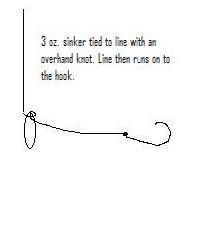 3 oz. sinker tied to line with an
overhand knot. Line then runs on to
the hook.